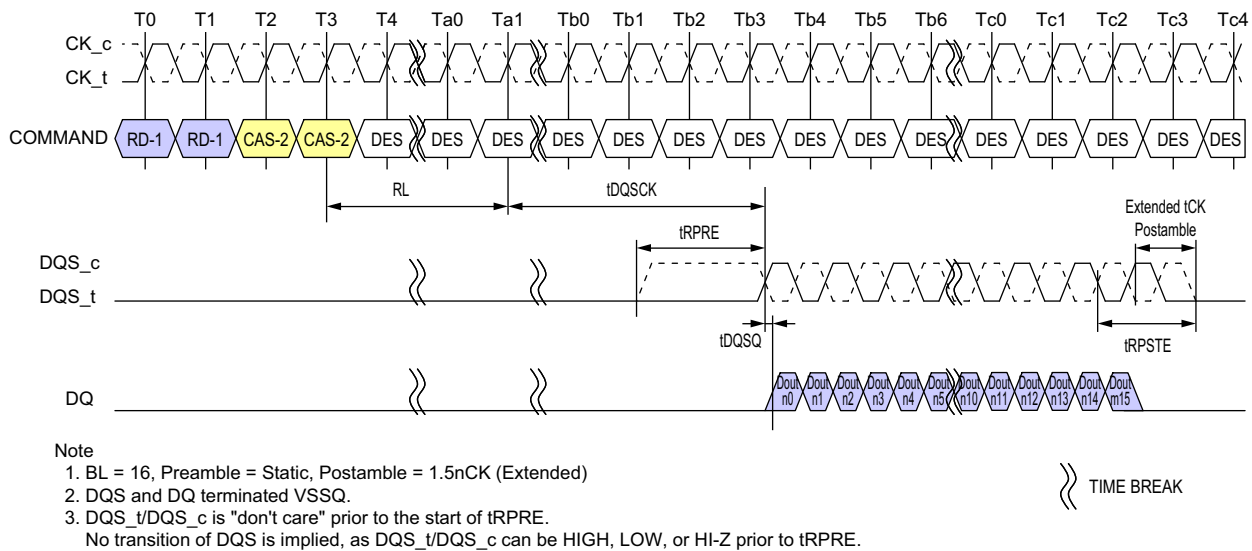 T0 T1 T2 T3 T4 Ta0 Ta1 Tb0 Tb1 Tb2 Tb3 Tb4 Tb5 Tb6 Tc0 Tc1 Tc2 Tc3 Tc4
CK_c
CK_t
COMMAND RD-1 RD-1 CAS-2 CAS-2 DES DES DES DES DES DES DES DES DES DES DES DES DES DES DES
RL tDQSCK
Extended tCK
Postamble
tRPRE
DQS_c
DQS_t
tDQSQ tRPSTE
DQ
Dout n0 Dout n1 Dout n2 Dout n3 Dout n4 Dout n5 Dout n10 Dout n11 Dout n12 Dout n13 Dout n14 Dout m15
Note
1. BL = 16, Preamble = Static, Postamble = 1.5nCK (Extended)
2. DQS and DQ terminated VSSQ.
3. DQS_t/DQS_c is "don't care" prior to the start of tRPRE.
No transition of DQS is implied, as DQS_t/DQS_c can be HIGH, LOW, or HI-Z prior to tRPRE.
TIME BREAK